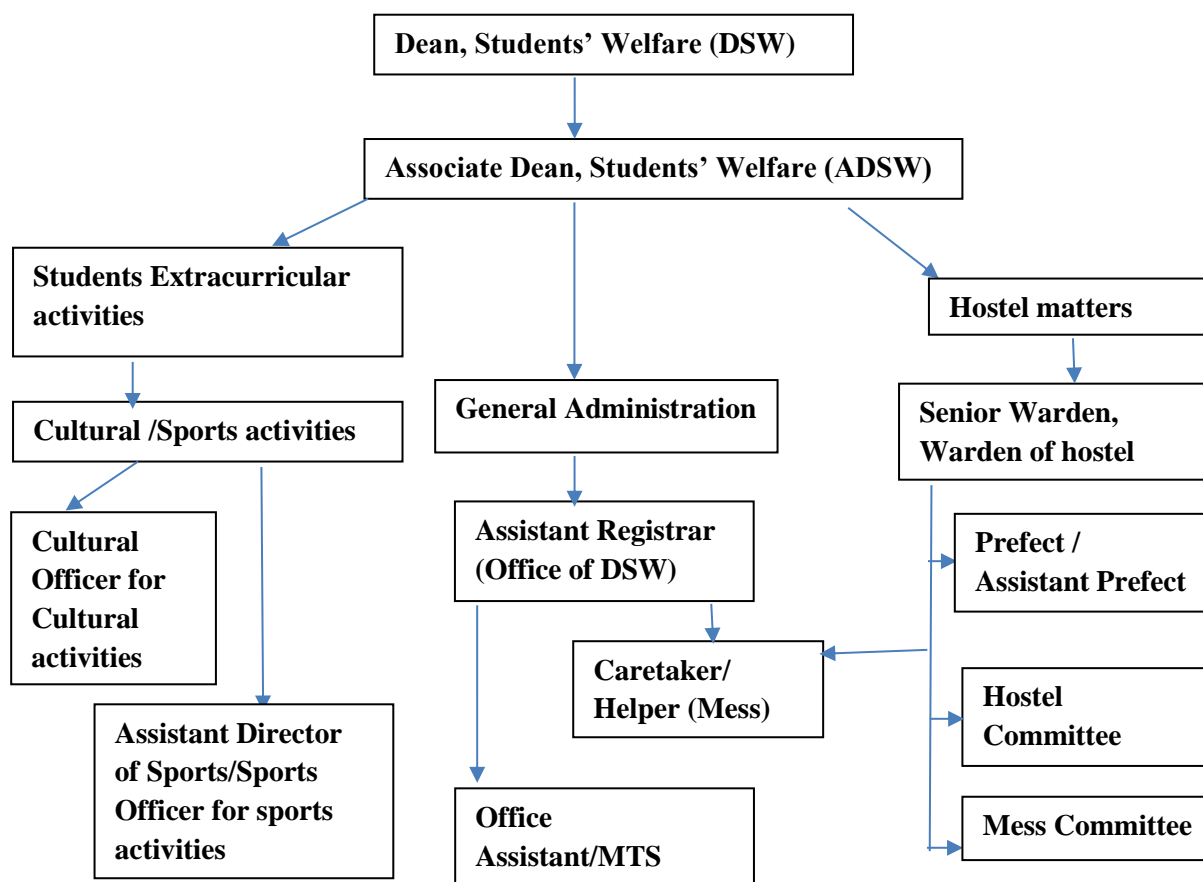 Dean, Students’ Welfare (DSW)
Associate Dean, Students’ Welfare (ADSW)
Students Extracurricular
activities
Hostel matters
General Administration
Cultural /Sports activities
Senior Warden,
Warden of hostel
Cultural
Officer for
Cultural
activities
Assistant Registrar
(Office of DSW)
Prefect /
Assistant Prefect
Caretaker/
Helper (Mess)
Hostel
Committee
Assistant Director
of Sports/Sports
Officer for sports
activities
Office
Assistant/MTS
Mess Committee